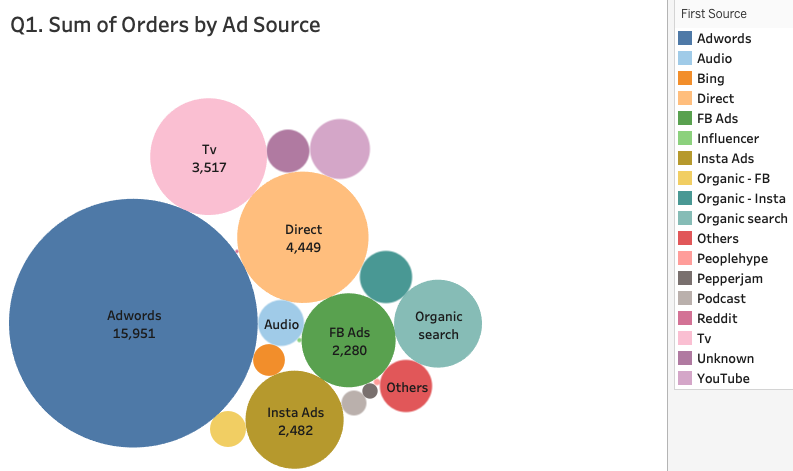 Q1. Sum of Orders by Ad Source
Tv
3,517
Direct
4,449
Adwords
15,951
Audio
FB Ads
2,280
Organic
search
Others
Insta Ads
2,482
First Source
Adwords
Audio
Bing
Direct
FB Ads
Influencer
Insta Ads
Organic - FB
Organic - Insta
Organic search
Others
Peoplehype
Pepperjam
Podcast
Reddit
Tv
Unknown
YouTube